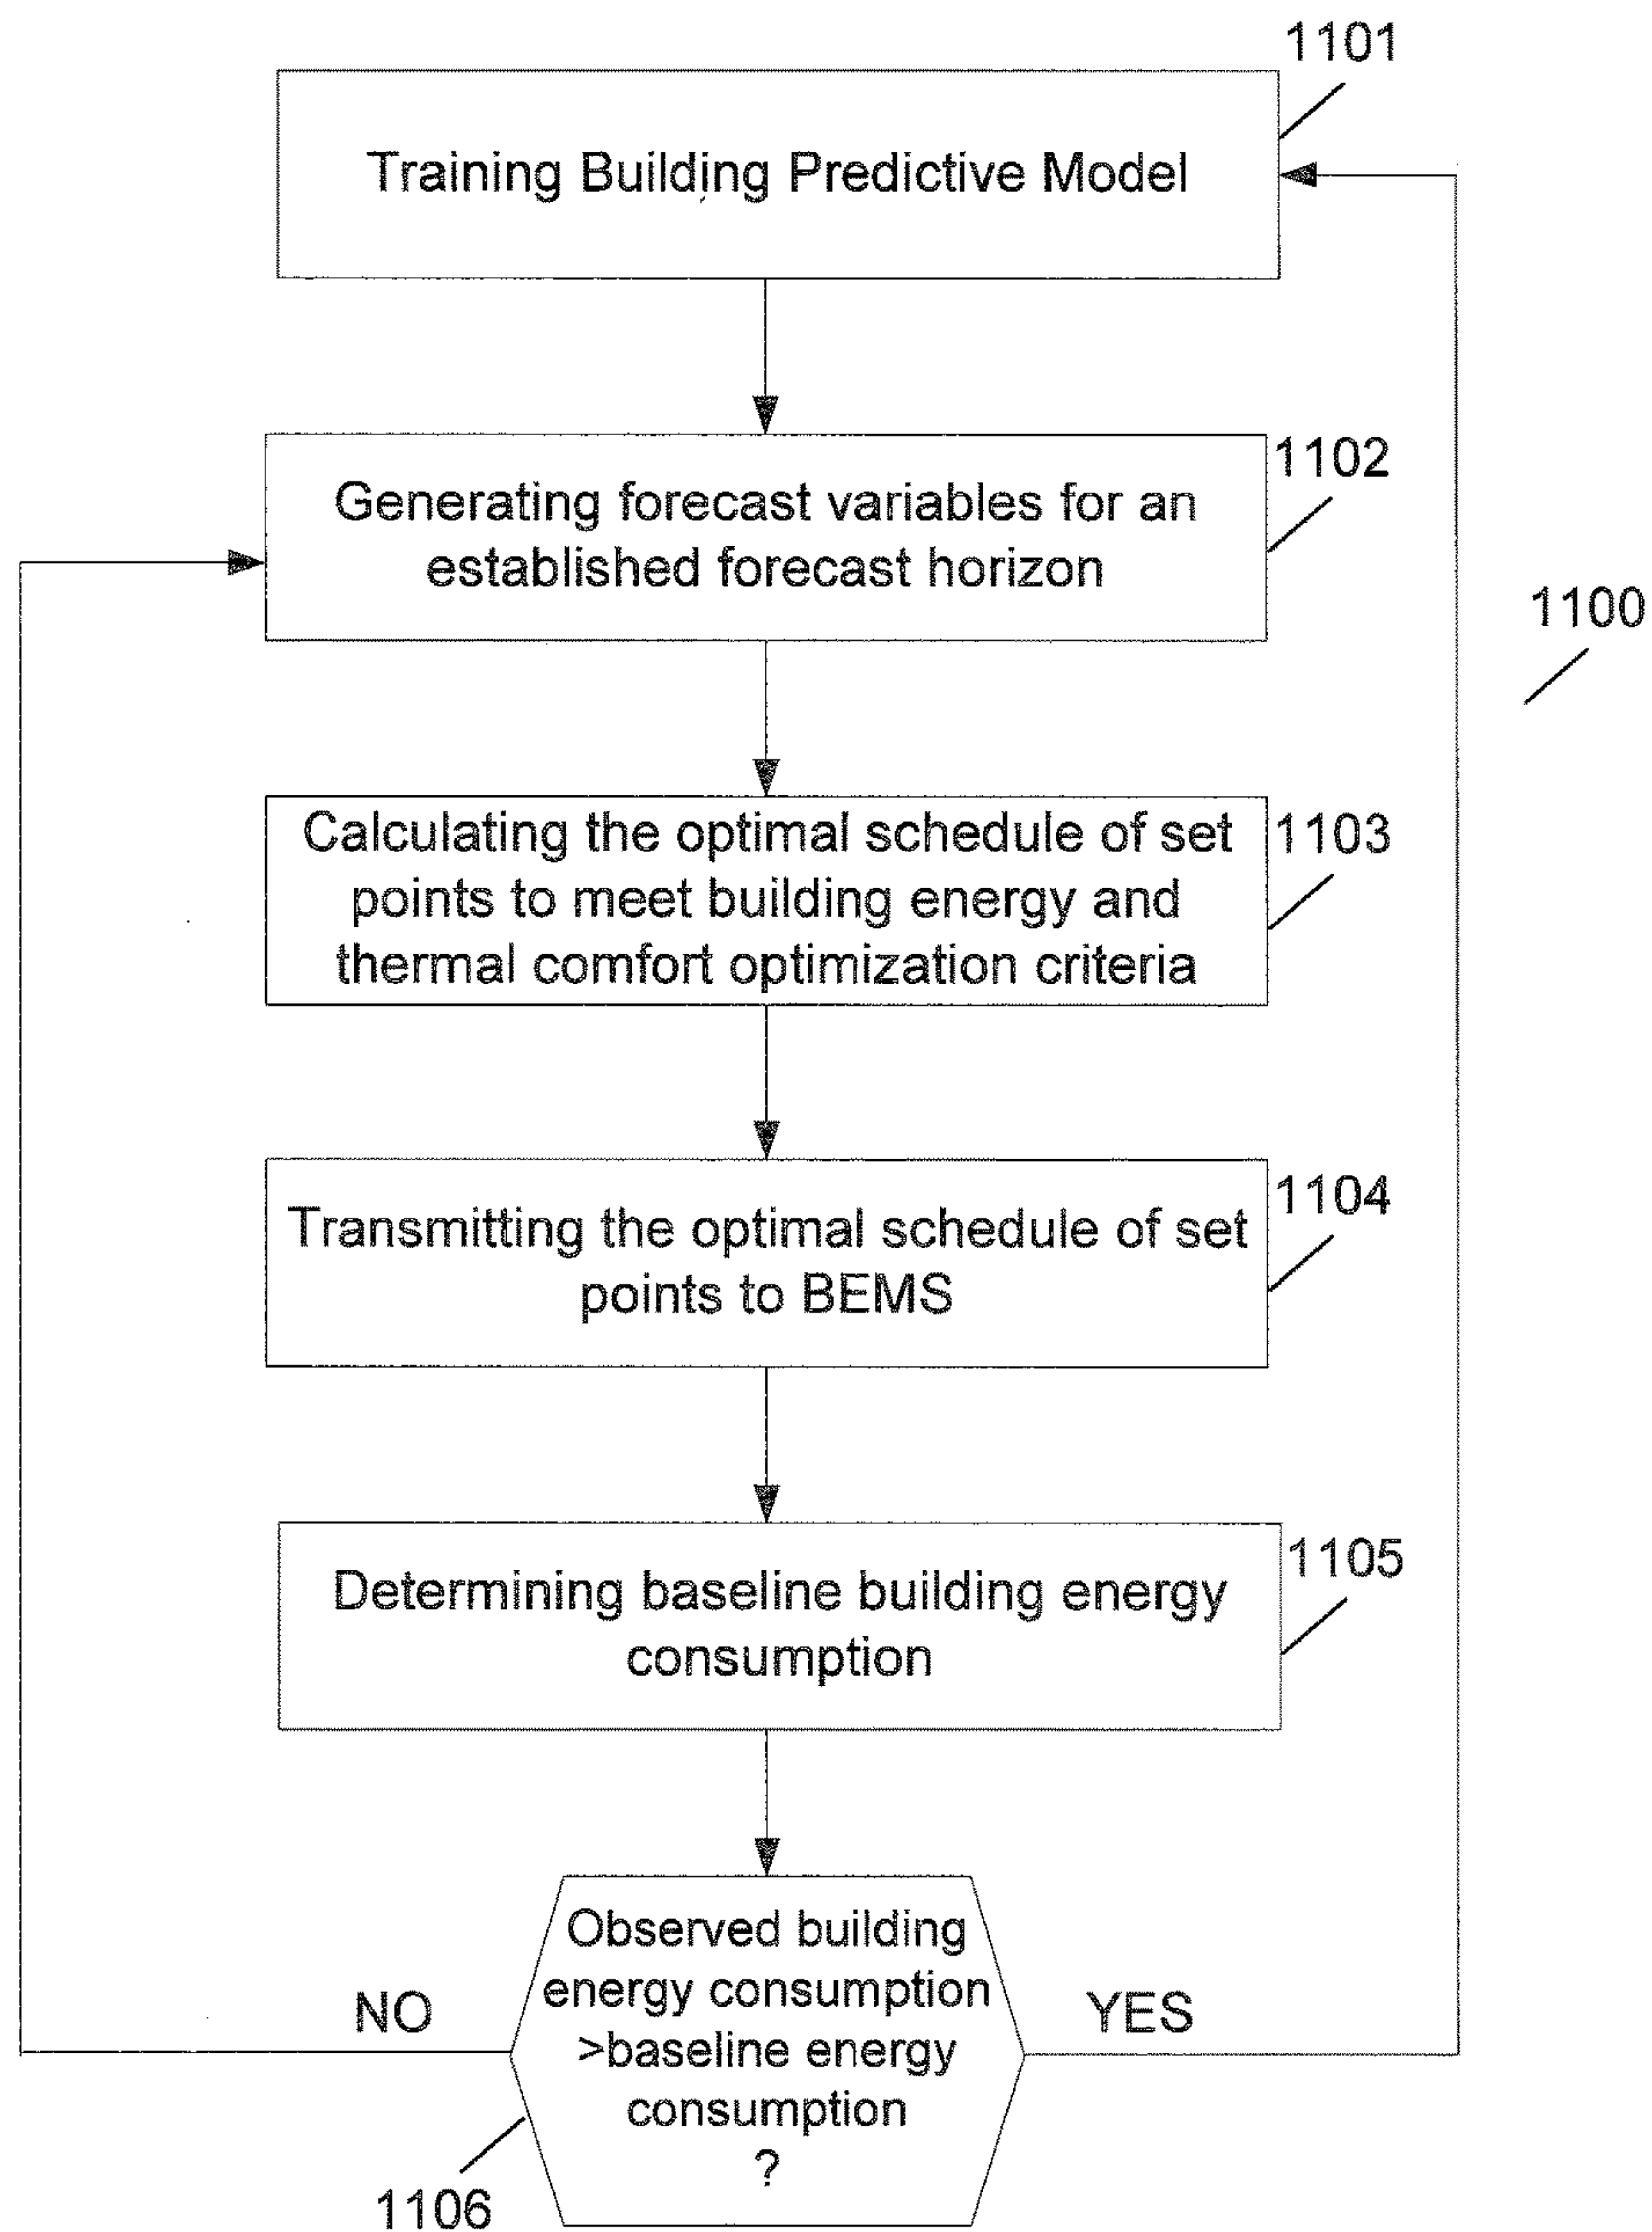 1101
Training Building Predictive Model
1102
Generating forecast variables for an
established forecast horizon
1100
Calculating the optimal schedule of set
points to meet building energy and
thermal comfort optimization criteria
1103
Transmitting the optimal schedule of set
points to BEMS
1104
Determining baseline building energy
consumption
1105
Observed building
energy consumption
>baseline energy
consumption
?
NO
YES
1106